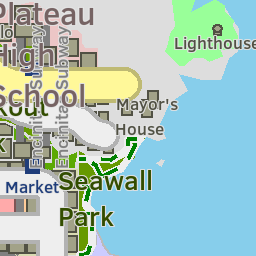 Plateau
High
School
Lighthouse
Encinitas Subway
Encinitas Subway
Mayor's
House
Market
Seawall
Park